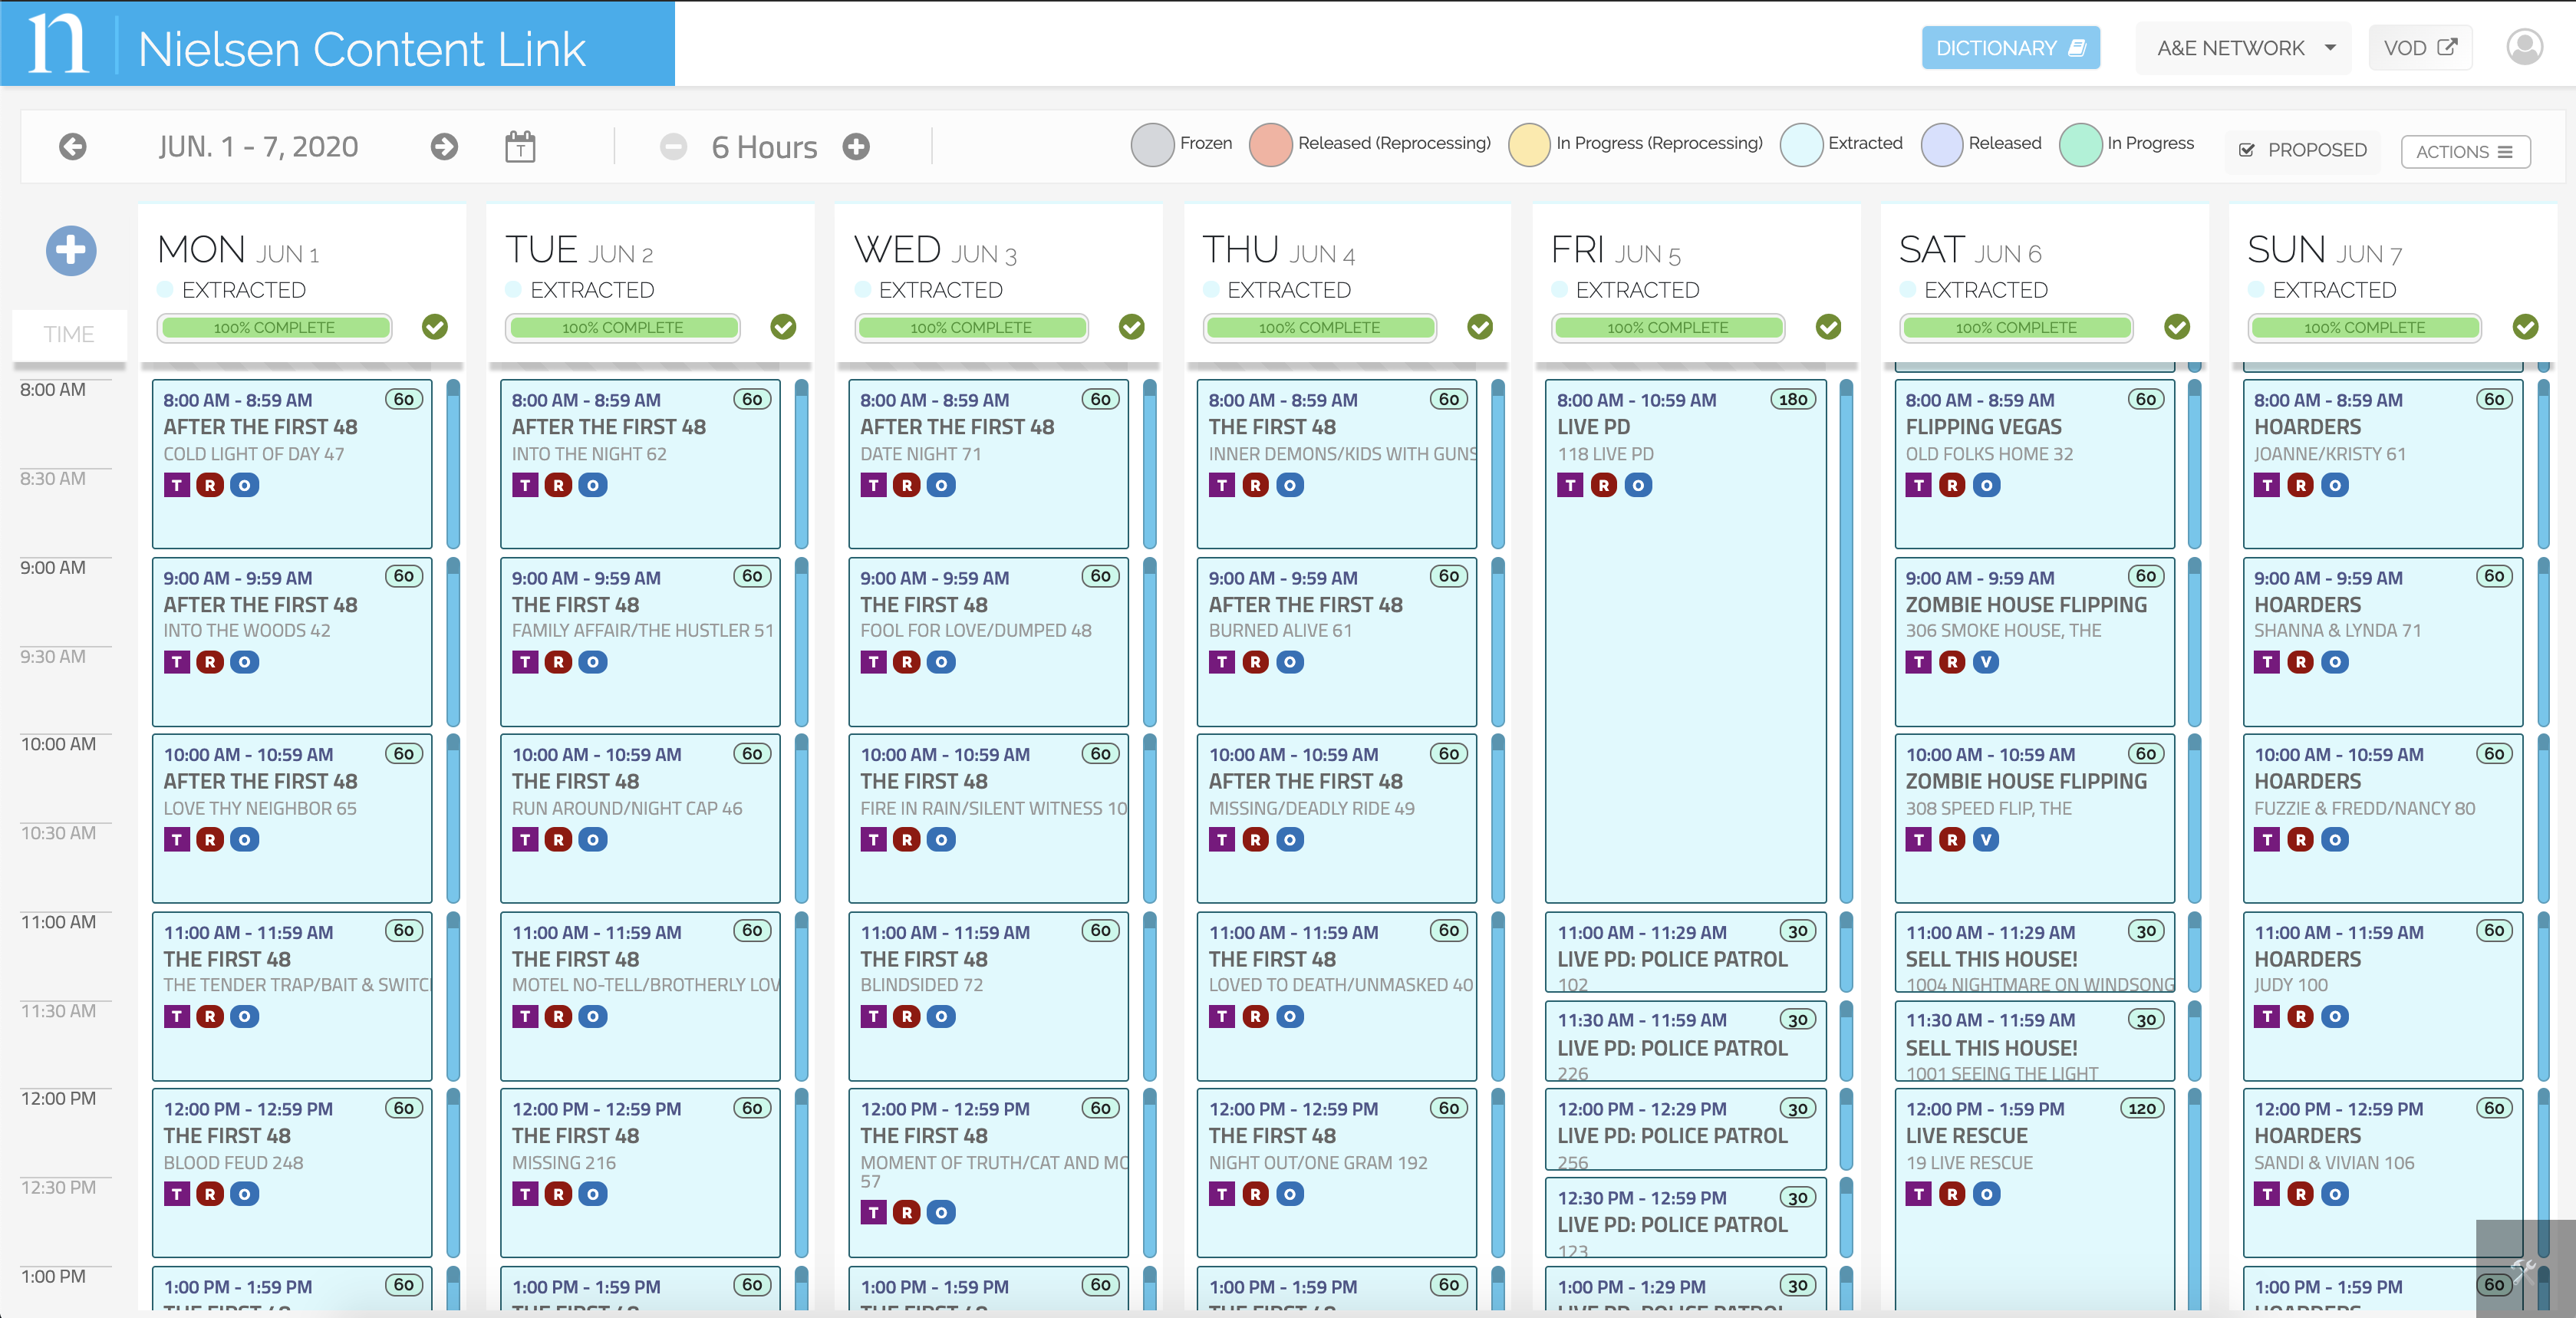 n | Nielsen Content Link
DICTIONARY
A&E NETWORK
VOD
JUN. 1 - 7, 2020
T
6 Hours
Frozen
Released (Reprocessing)
In Progress (Reprocessing)
Extracted
Released
In Progress
PROPOSED
ACTIONS
TIME
8:00 AM
8:30 AM
9:00 AM
9:30 AM
10:00 AM
10:30 AM
11:00 AM
11:30 AM
12:00 PM
12:30 PM
1:00 PM
MON JUN 1
EXTRACTED
100% COMPLETE
8:00 AM - 8:59 AM 60
AFTER THE FIRST 48
COLD LIGHT OF DAY 47
T R O
9:00 AM - 9:59 AM 60
AFTER THE FIRST 48
INTO THE WOODS 42
T R O
10:00 AM - 10:59 AM 60
AFTER THE FIRST 48
LOVE THY NEIGHBOR 65
T R O
11:00 AM - 11:59 AM 60
THE FIRST 48
THE TENDER TRAP/BAIT & SWITC
T R O
12:00 PM - 12:59 PM 60
THE FIRST 48
BLOOD FEUD 248
T R O
1:00 PM - 1:59 PM 60
THE FIRST 48
TUE JUN 2
EXTRACTED
100% COMPLETE
8:00 AM - 8:59 AM 60
AFTER THE FIRST 48
INTO THE NIGHT 62
T R O
9:00 AM - 9:59 AM 60
THE FIRST 48
FAMILY AFFAIR/THE HUSTLER 51
T R O
10:00 AM - 10:59 AM 60
THE FIRST 48
RUN AROUND/NIGHT CAP 46
T R O
11:00 AM - 11:59 AM 60
THE FIRST 48
MOTEL NO-TELL/BROTHERLY LOV
T R O
12:00 PM - 12:59 PM 60
THE FIRST 48
MISSING 216
T R O
1:00 PM - 1:59 PM 60
THE FIRST 48
WED JUN 3
EXTRACTED
100% COMPLETE
8:00 AM - 8:59 AM 60
AFTER THE FIRST 48
DATE NIGHT 71
T R O
9:00 AM - 9:59 AM 60
THE FIRST 48
FOOL FOR LOVE/DUMPED 48
T R O
10:00 AM - 10:59 AM 60
THE FIRST 48
FIRE IN RAIN/SILENT WITNESS 10
T R O
11:00 AM - 11:59 AM 60
THE FIRST 48
BLINDSIDED 72
T R O
12:00 PM - 12:59 PM 60
THE FIRST 48
MOMENT OF TRUTH/CAT AND MO
57
T R O
1:00 PM - 1:59 PM 60
THE FIRST 48
THU JUN 4
EXTRACTED
100% COMPLETE
8:00 AM - 8:59 AM 60
THE FIRST 48
INNER DEMONS/KIDS WITH GUNS
T R O
9:00 AM - 9:59 AM 60
AFTER THE FIRST 48
BURNED ALIVE 61
T R O
10:00 AM - 10:59 AM 60
AFTER THE FIRST 48
MISSING/DEADLY RIDE 49
T R O
11:00 AM - 11:59 AM 60
THE FIRST 48
LOVED TO DEATH/UNMASKED 40
T R O
12:00 PM - 12:59 PM 60
THE FIRST 48
NIGHT OUT/ONE GRAM 192
T R O
1:00 PM - 1:59 PM 60
THE FIRST 48
FRI JUN 5
EXTRACTED
100% COMPLETE
8:00 AM - 10:59 AM 180
LIVE PD
118 LIVE PD
T R O
11:00 AM - 11:29 AM 30
LIVE PD: POLICE PATROL
102
11:30 AM - 11:59 AM 30
LIVE PD: POLICE PATROL
226
12:00 PM - 12:29 PM 30
LIVE PD: POLICE PATROL
256
12:30 PM - 12:59 PM 30
LIVE PD: POLICE PATROL
123
1:00 PM - 1:29 PM 30
LIVE PD: POLICE PATROL
SAT JUN 6
EXTRACTED
100% COMPLETE
8:00 AM - 8:59 AM 60
FLIPPING VEGAS
OLD FOLKS HOME 32
T R O
9:00 AM - 9:59 AM 60
ZOMBIE HOUSE FLIPPING
306 SMOKE HOUSE, THE
T R V
10:00 AM - 10:59 AM 60
ZOMBIE HOUSE FLIPPING
308 SPEED FLIP, THE
T R V
11:00 AM - 11:29 AM 30
SELL THIS HOUSE!
1004 NIGHTMARE ON WINDSONG
11:30 AM - 11:59 AM 30
SELL THIS HOUSE!
1001 SEEING THE LIGHT
12:00 PM - 1:59 PM 120
LIVE RESCUE
19 LIVE RESCUE
T R O
SUN JUN 7
EXTRACTED
100% COMPLETE
8:00 AM - 8:59 AM 60
HOARDERS
JOANNE/KRISTY 61
T R O
9:00 AM - 9:59 AM 60
HOARDERS
SHANNA & LYNDA 71
T R O
10:00 AM - 10:59 AM 60
HOARDERS
FUZZIE & FREDD/NANCY 80
T R O
11:00 AM - 11:59 AM 60
HOARDERS
JUDY 100
T R O
12:00 PM - 12:59 PM 60
HOARDERS
SANDI & VIVIAN 106
T R O
1:00 PM - 1:59 PM 60
HOARDERS